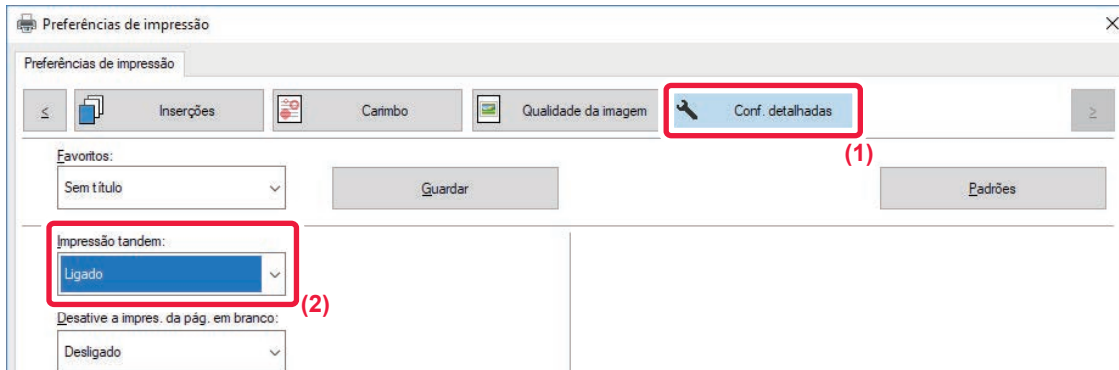 Preferências de impressão
Preferências de impressão
< Inserções Carimbo Qualidade da imagem Conf. detalhadas >
(1)
Favoritos:
Sem título Guardar Padrões
Impressão tandem:
Ligado
(2)
Desative a impres. da pág. em branco:
Desligado